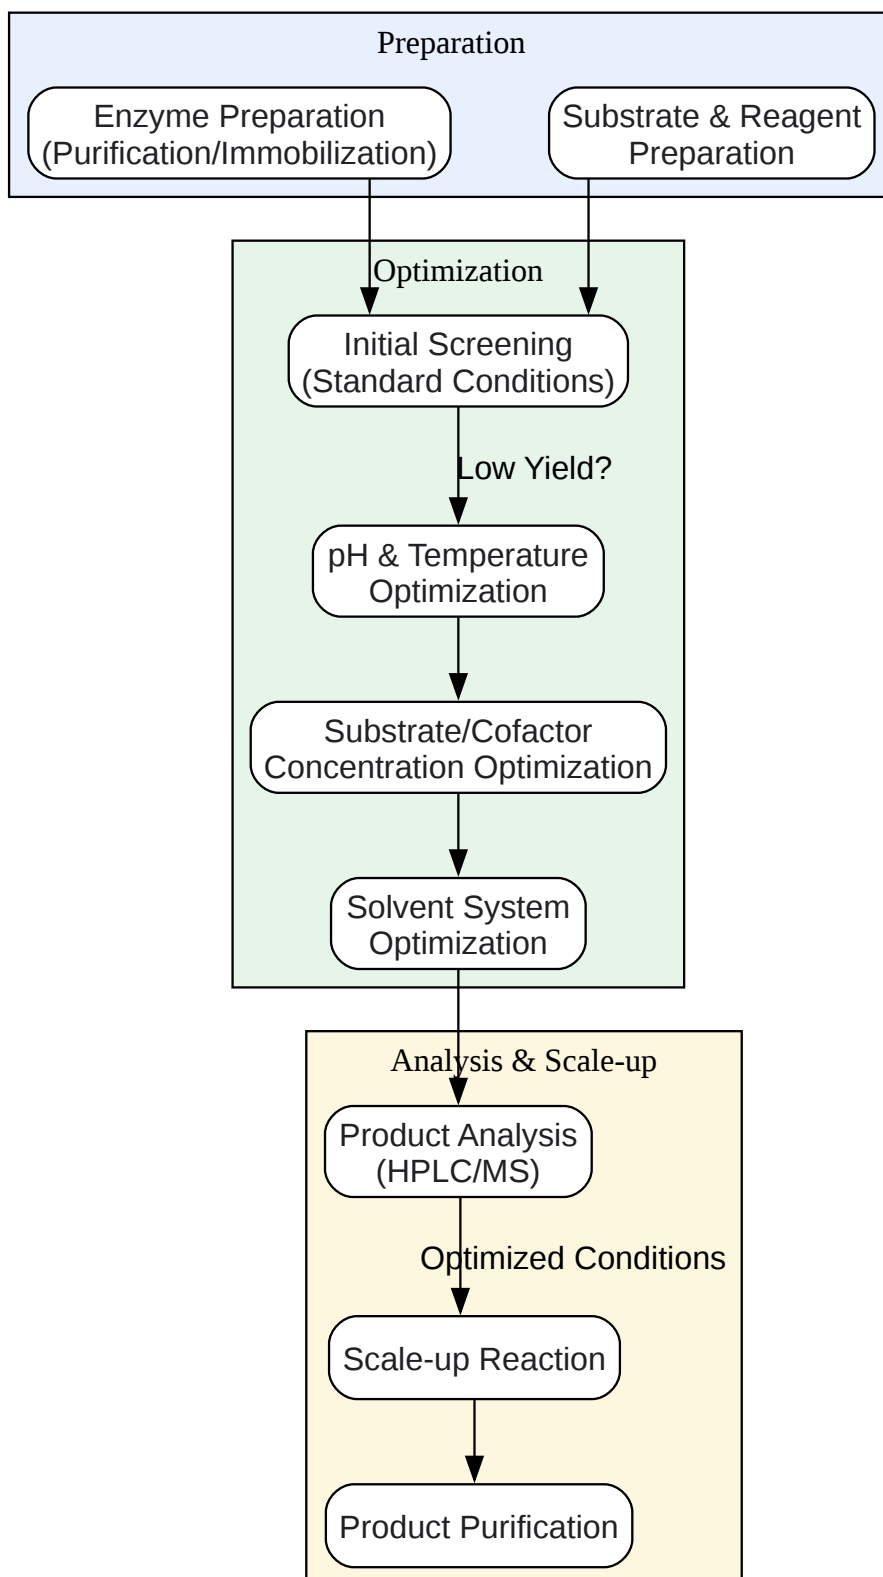 Preparation
Enzyme Preparation
(Purification/Immobilization)
Substrate & Reagent
Preparation
Optimization
Initial Screening
(Standard Conditions)
Low Yield?
pH & Temperature
Optimization
Substrate/Cofactor
Concentration Optimization
Solvent System
Optimization
Analysis & Scale-up
Product Analysis
(HPLC/MS)
Optimized Conditions
Scale-up Reaction
Product Purification